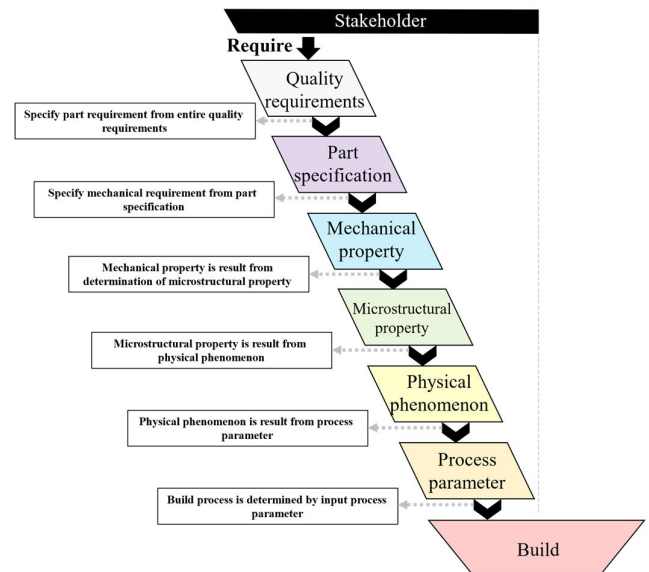 Stakeholder
Require
Quality
requirements
Specify part requirement from entire quality
requirements
Part
specification
Specify mechanical requirement from part
specification
Mechanical
property
Mechanical property is result from
determination of microstructural property
Microstructural
property
Microstructural property is result from
physical phenomenon
Physical
phenomenon
Physical phenomenon is result from process
parameter
Process
parameter
Build process is determined by input process
parameter
Build